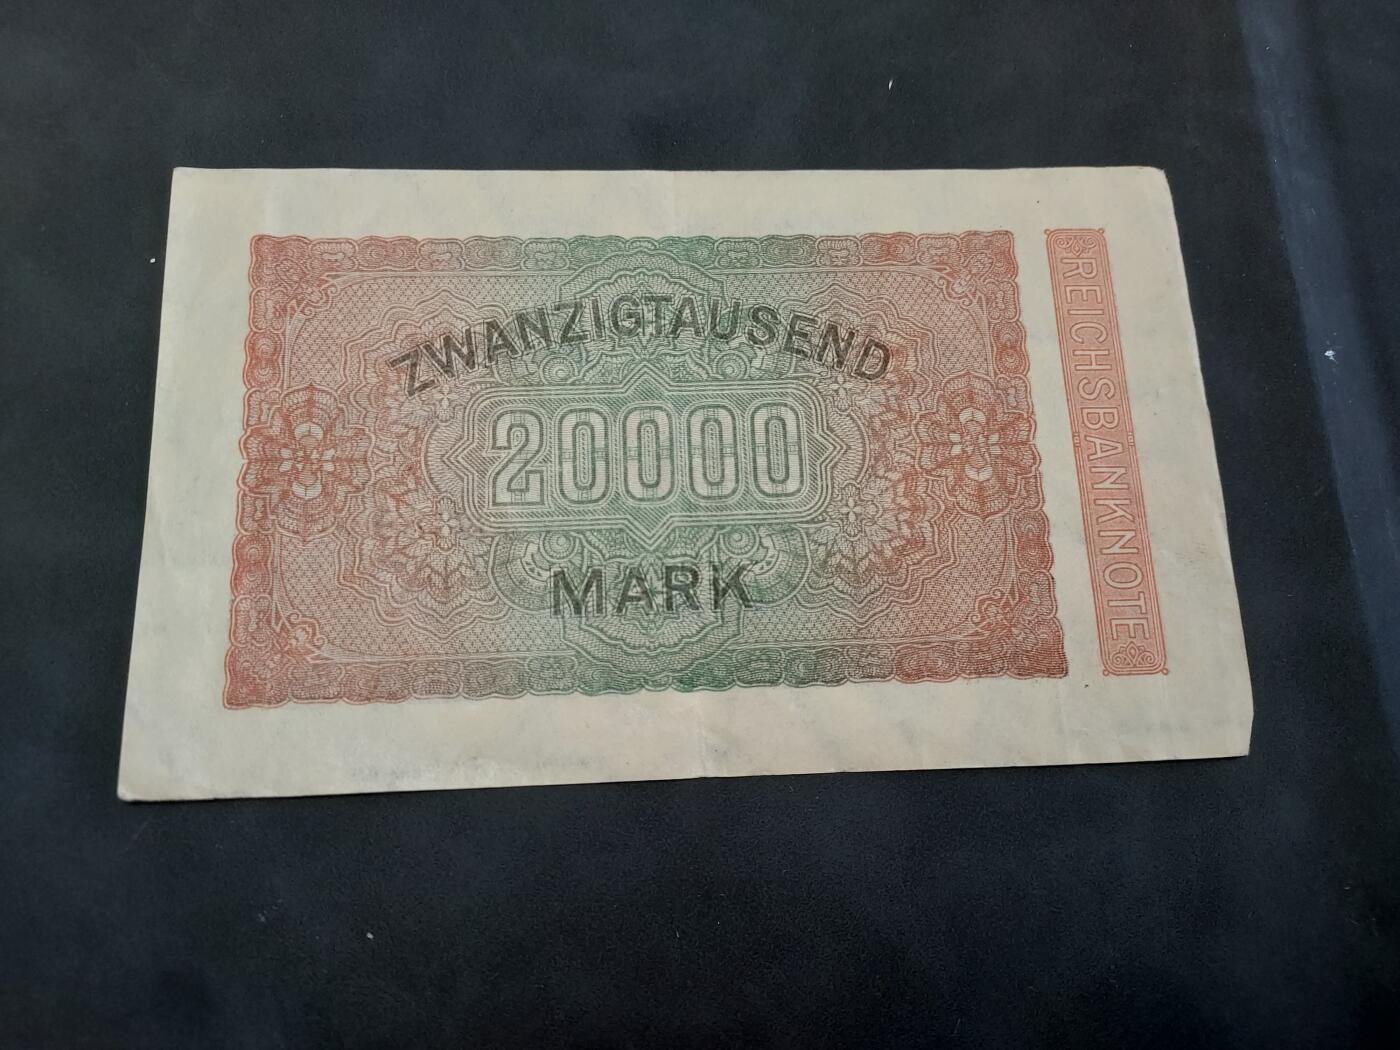 ZWANZIGTAUSEND
20000
MARK
REICHSBANKNOTE